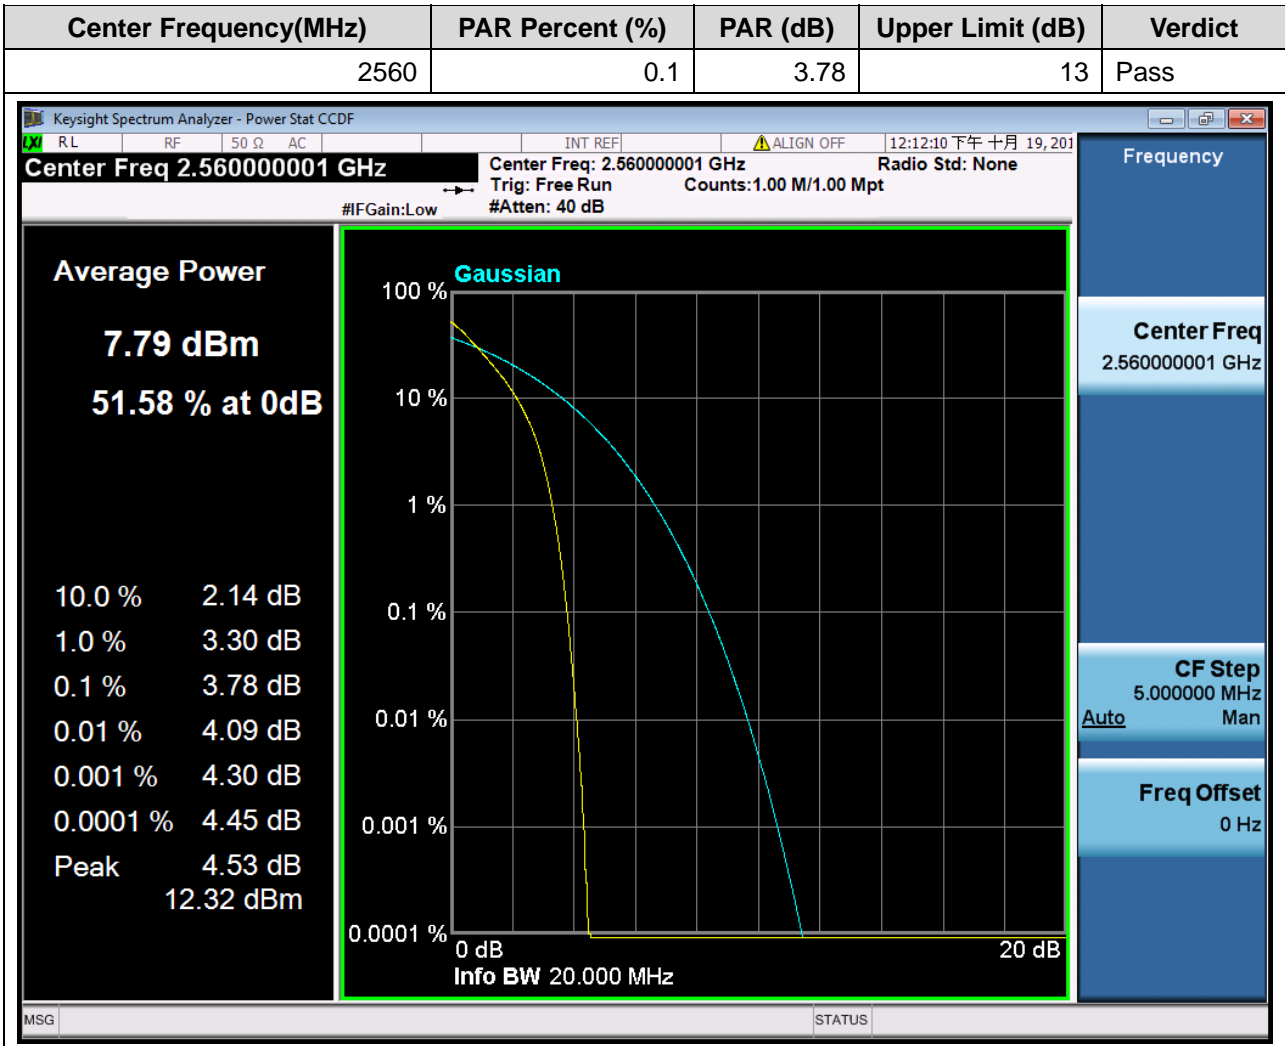 Center Frequency(MHz) PAR Percent (%) PAR (dB) Upper Limit (dB) Verdict
2560 0.1 3.78 13 Pass
Keysight Spectrum Analyzer - Power Stat CCDF
LXI RL RF 50 Ω AC INT REF ALIGN OFF 12:12:10 下午 十月 19, 201
Center Freq 2.560000001 GHz
Center Freq: 2.560000001 GHz Radio Std: None
Trig: Free Run Counts:1.00 M/1.00 Mpt
#IFGain:Low #Atten: 40 dB
Average Power
7.79 dBm
51.58 % at 0dB
10.0 % 2.14 dB
1.0 % 3.30 dB
0.1 % 3.78 dB
0.01 % 4.09 dB
0.001 % 4.30 dB
0.0001 % 4.45 dB
Peak 4.53 dB
12.32 dBm
Gaussian
100 %
10 %
1 %
0.1 %
0.01 %
0.001 %
0.0001 %
0 dB 20 dB
Info BW 20.000 MHz
Frequency
Center Freq
2.560000001 GHz
CF Step
5.000000 MHz
Auto Man
Freq Offset
0 Hz
MSG STATUS